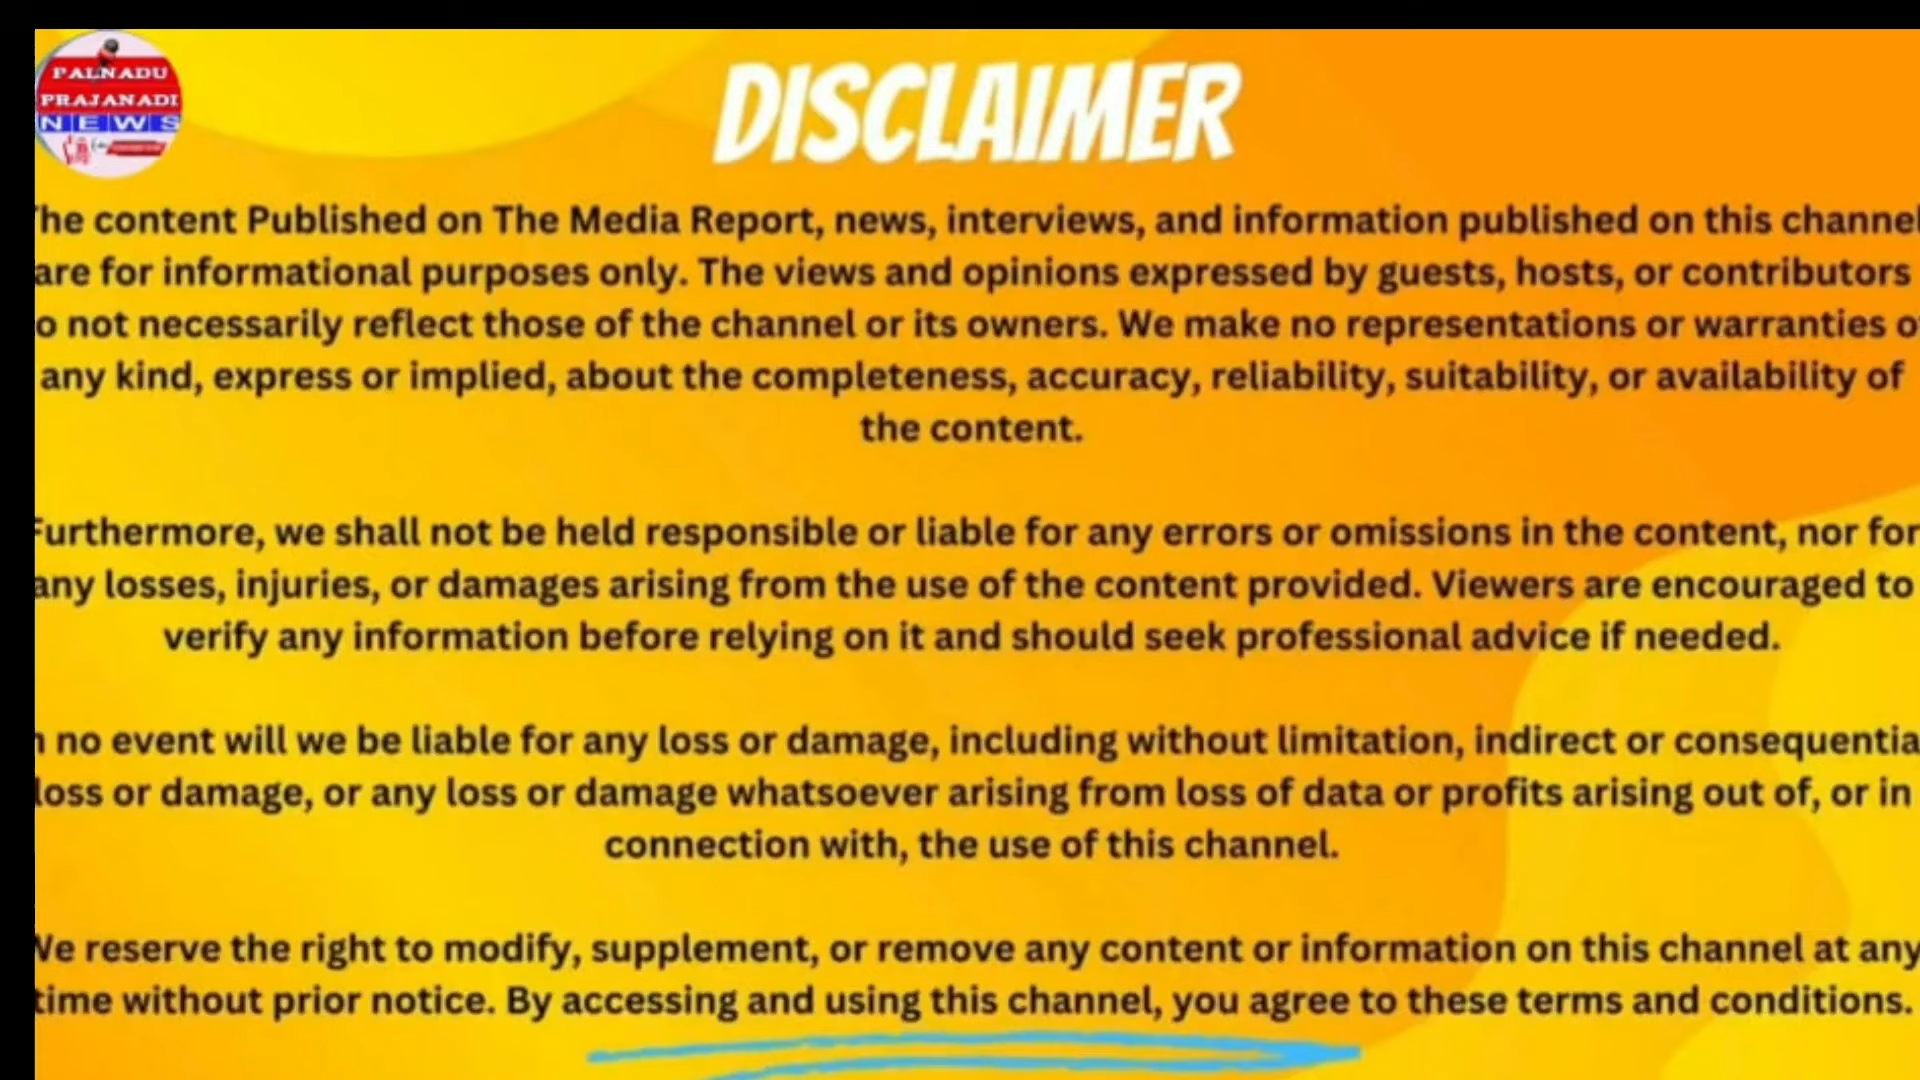 PALNADU
PRAJANADI
NEWS
DISCLAIMER
he content Published on The Media Report, news, interviews, and information published on this channel
are for informational purposes only. The views and opinions expressed by guests, hosts, or contributors
o not necessarily reflect those of the channel or its owners. We make no representations or warranties o
any kind, express or implied, about the completeness, accuracy, reliability, suitability, or availability of
the content.
Furthermore, we shall not be held responsible or liable for any errors or omissions in the content, nor for
any losses, injuries, or damages arising from the use of the content provided. Viewers are encouraged to
verify any information before relying on it and should seek professional advice if needed.
n no event will we be liable for any loss or damage, including without limitation, indirect or consequentia
loss or damage, or any loss or damage whatsoever arising from loss of data or profits arising out of, or in
connection with, the use of this channel.
We reserve the right to modify, supplement, or remove any content or information on this channel at any
time without prior notice. By accessing and using this channel, you agree to these terms and conditions.